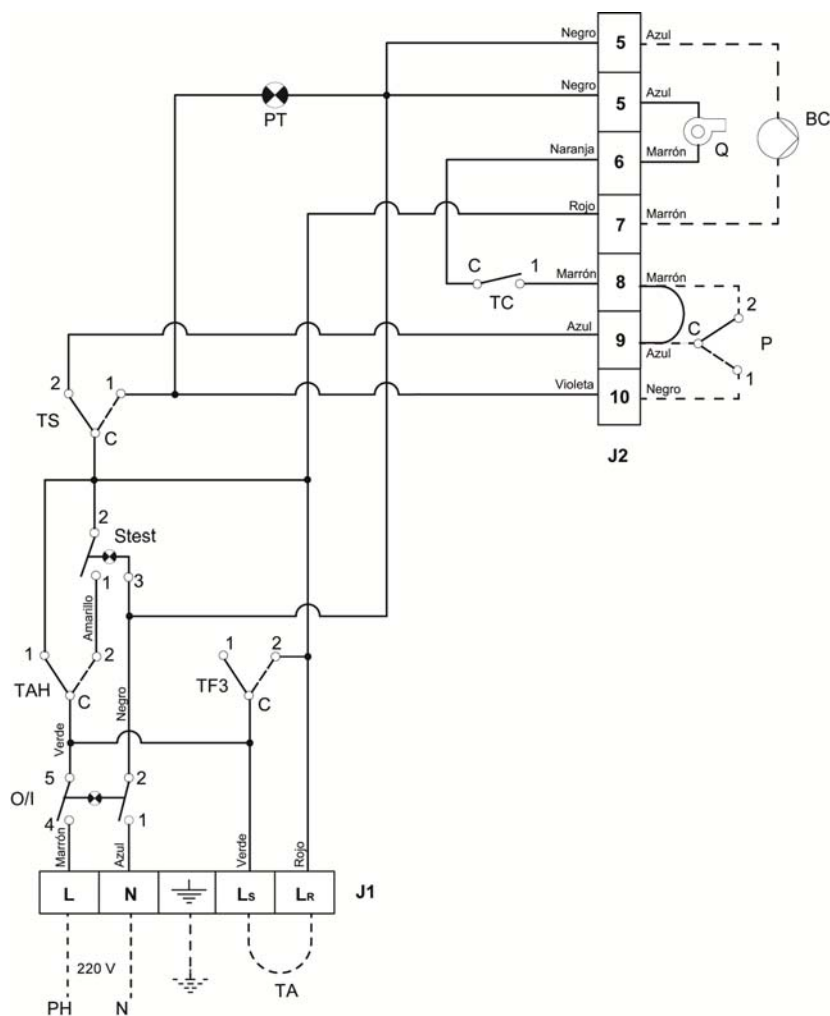 Negro 5 Azul
PT
Negro 5 Azul
BC
Q
Naranja 6 Marrón
Rojo 7 Marrón
C 1 Marrón 8 Marrón
TC
2
Azul 9 C P
Azul
1
2 1 Violeta 10 Negro
TS C
J2
2
Stest
1 3
Amarillo
1 2 1 2
TAH C TF3 C
Negro
Verde
5 2
O/I
4 1
Marrón Azul Verde Rojo
L N LS LR J1
220 V
TA
PH N